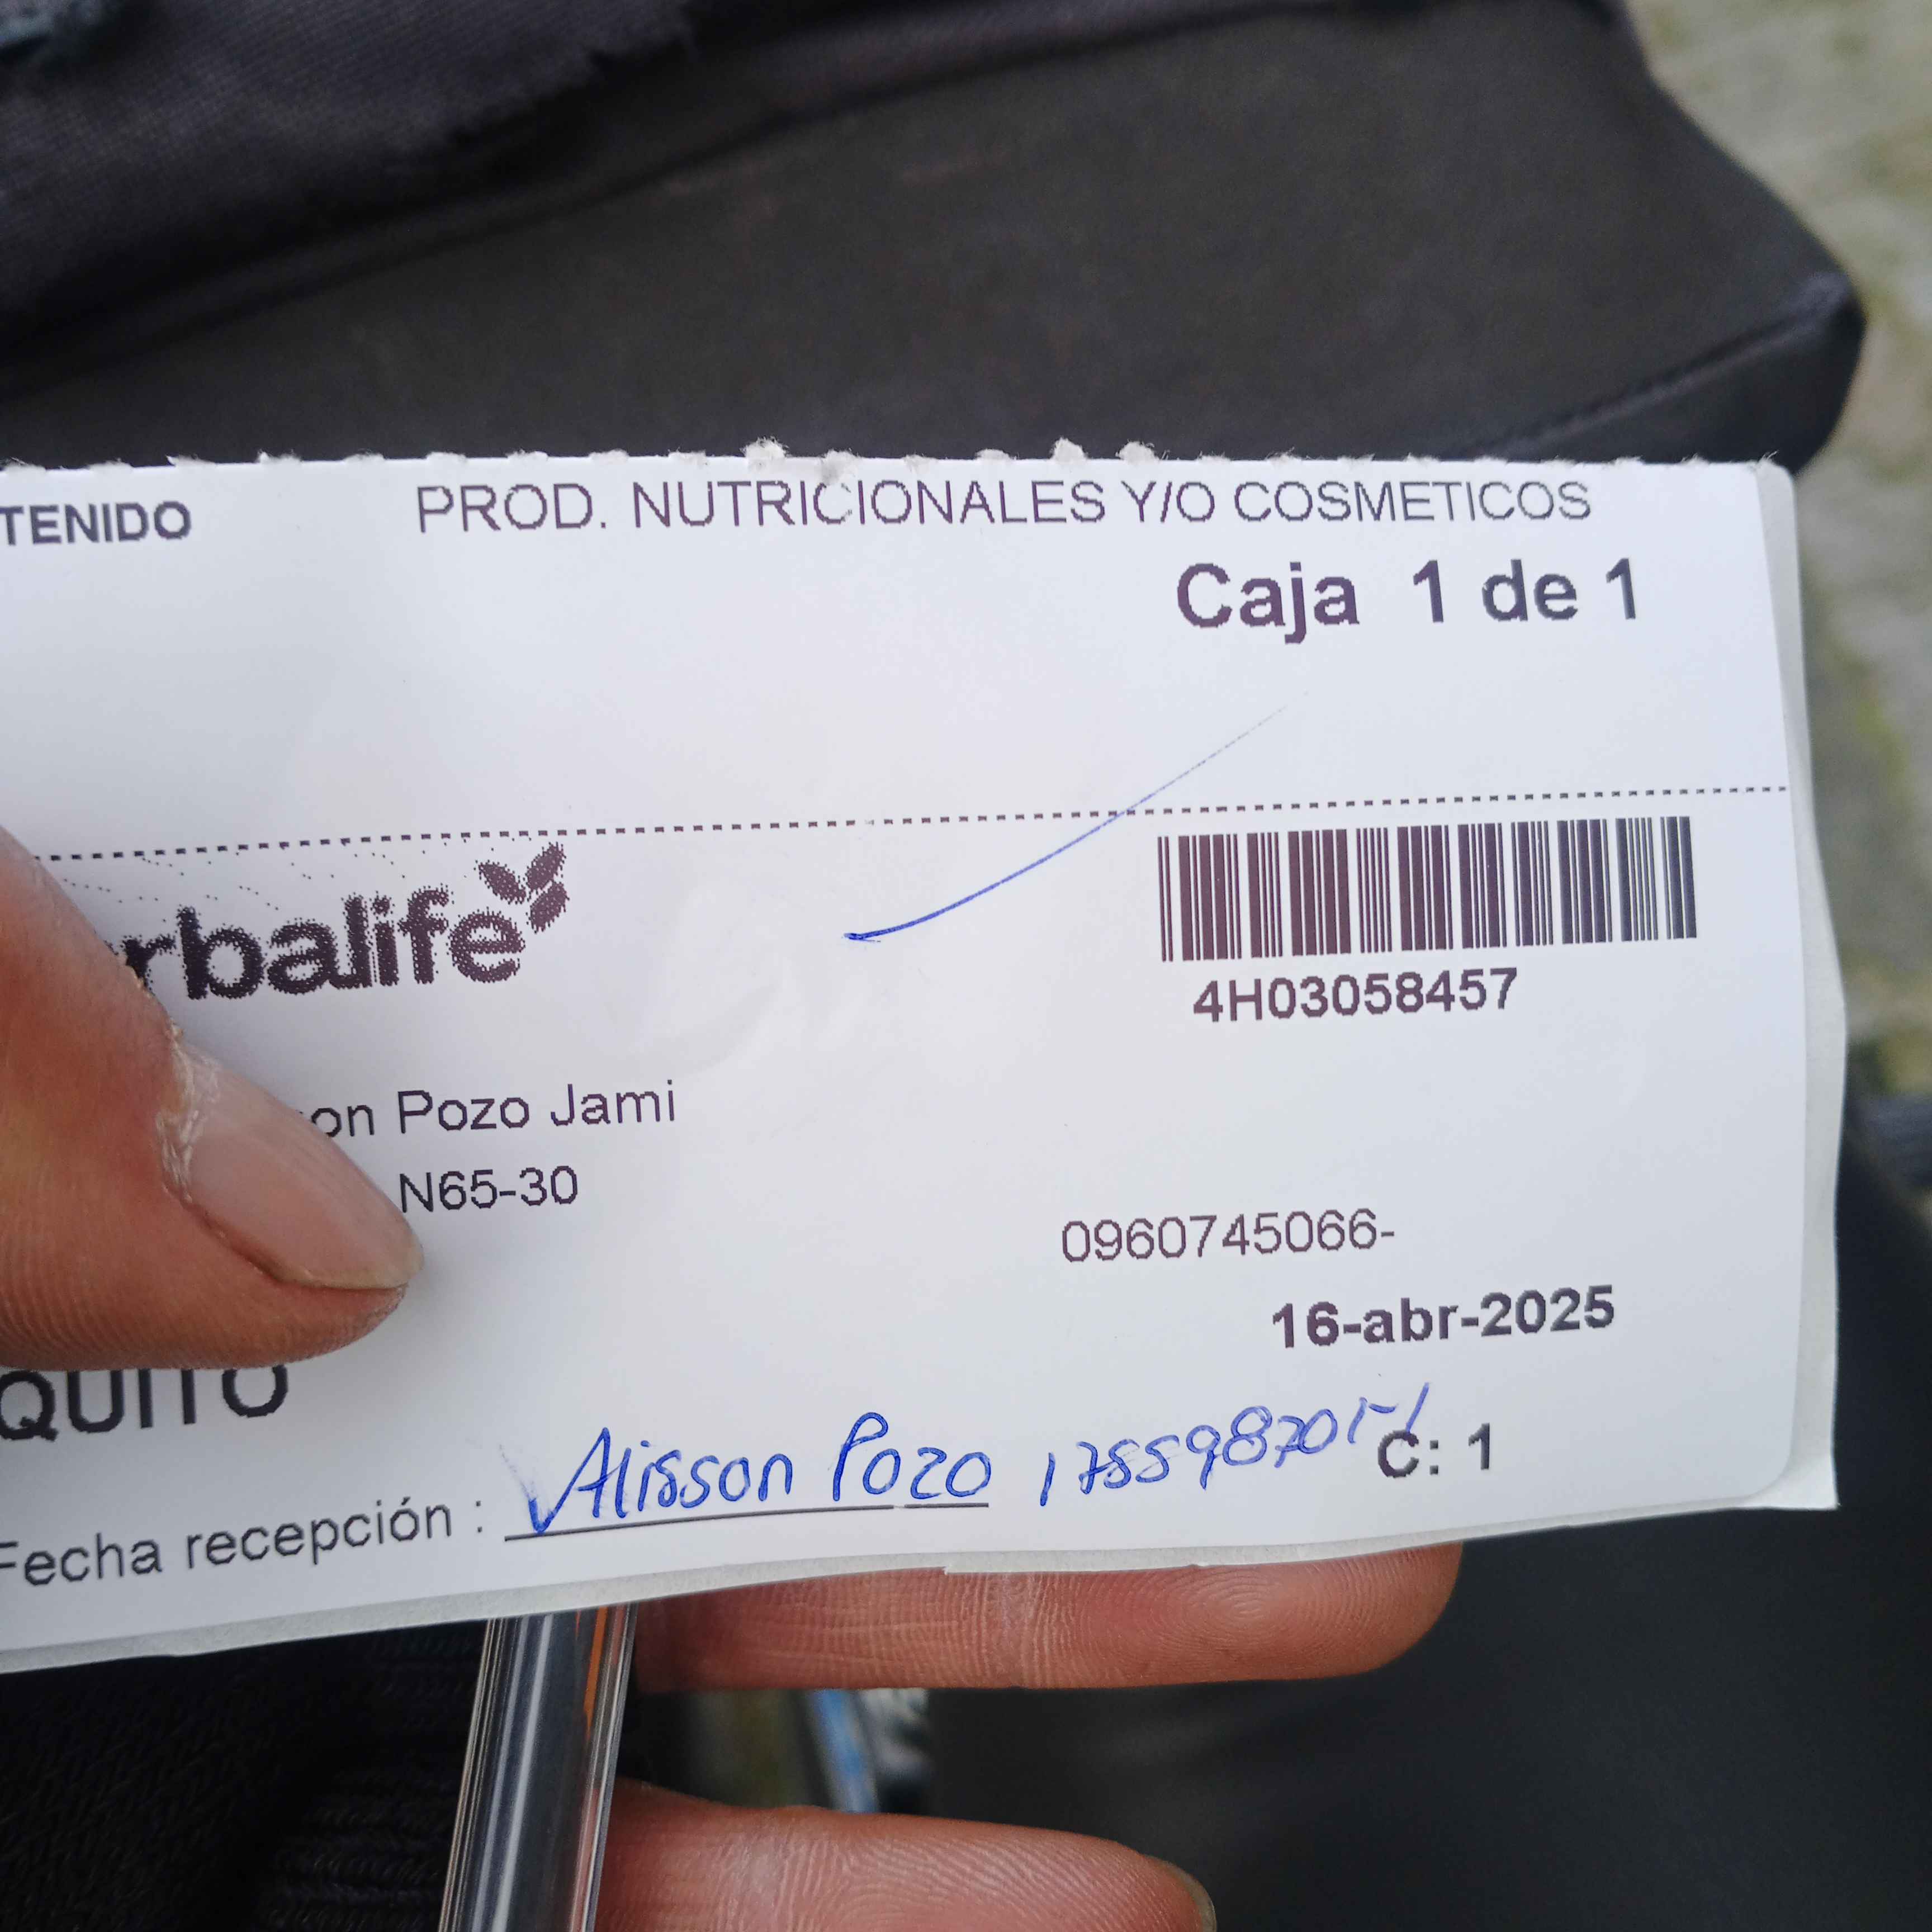 TENIDO PROD. NUTRICIONALES Y/O COSMETICOS
Caja 1 de 1
rbalife
4H03058457
on Pozo Jami
N65-30
0960745066-
16-abr-2025
QUITO
C: 1
Fecha recepción : Alisson Pozo